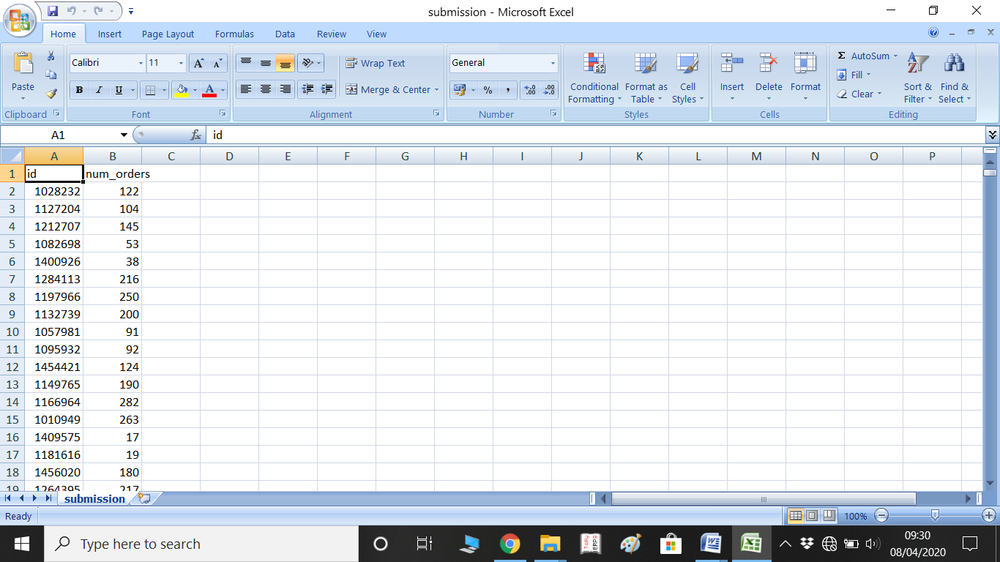 submission - Microsoft Excel
Home Insert Page Layout Formulas Data Review View
Calibri 11 General
Paste
B I U
Wrap Text
Merge & Center
% ,
Conditional Formatting
Format as Table
Cell Styles
Insert Delete Format
Σ AutoSum
Fill
Clear
Sort & Filter
Find & Select
Clipboard Font Alignment Number Styles Cells Editing
A1 fx id
A B C D E F G H I J K L M N O P
1 id num_orders
2 1028232 122
3 1127204 104
4 1212707 145
5 1082698 53
6 1400926 38
7 1284113 216
8 1197966 250
9 1132739 200
10 1057981 91
11 1095932 92
12 1454421 124
13 1149765 190
14 1166964 282
15 1010949 263
16 1409575 17
17 1181616 19
18 1456020 180
19 1264395 217
submission
Ready 100%
Type here to search
09:30
08/04/2020